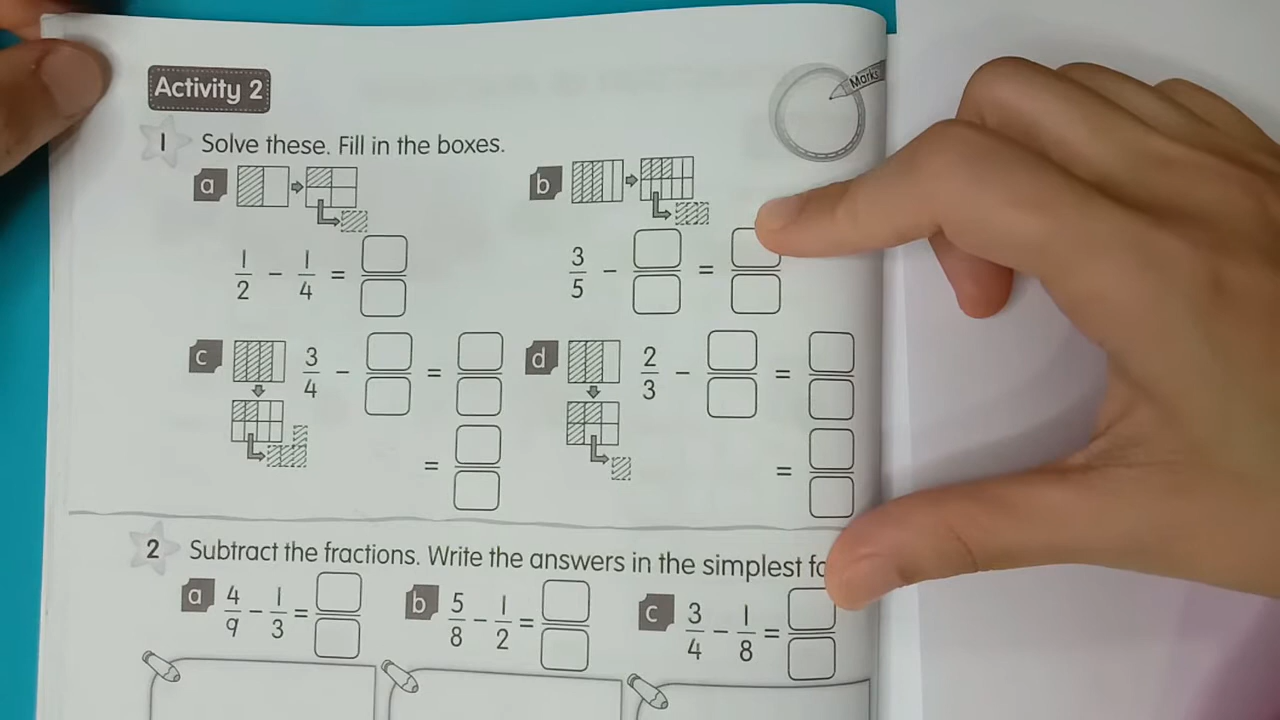 Activity 2
Marks
1 Solve these. Fill in the boxes.
a
1/2 - 1/4 =
b
3/5 - =
c 3/4 - =
=
d 2/3 - =
=
2 Subtract the fractions. Write the answers in the simplest
a 4/9 - 1/3 =
b 5/8 - 1/2 =
c 3/4 - 1/8 =